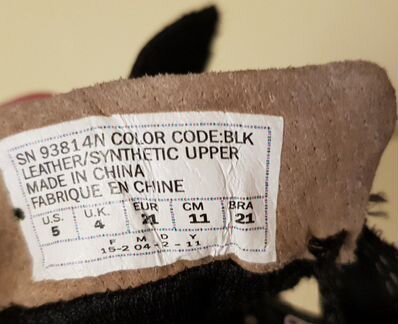 SN 93814N COLOR CODE:BLK
LEATHER/SYNTHETIC UPPER
MADE IN CHINA
FABRIQUE EN CHINE
U.S. U.K. EUR CM BRA
5 4 21 11 21
F M D Y
15-2 04-2-11